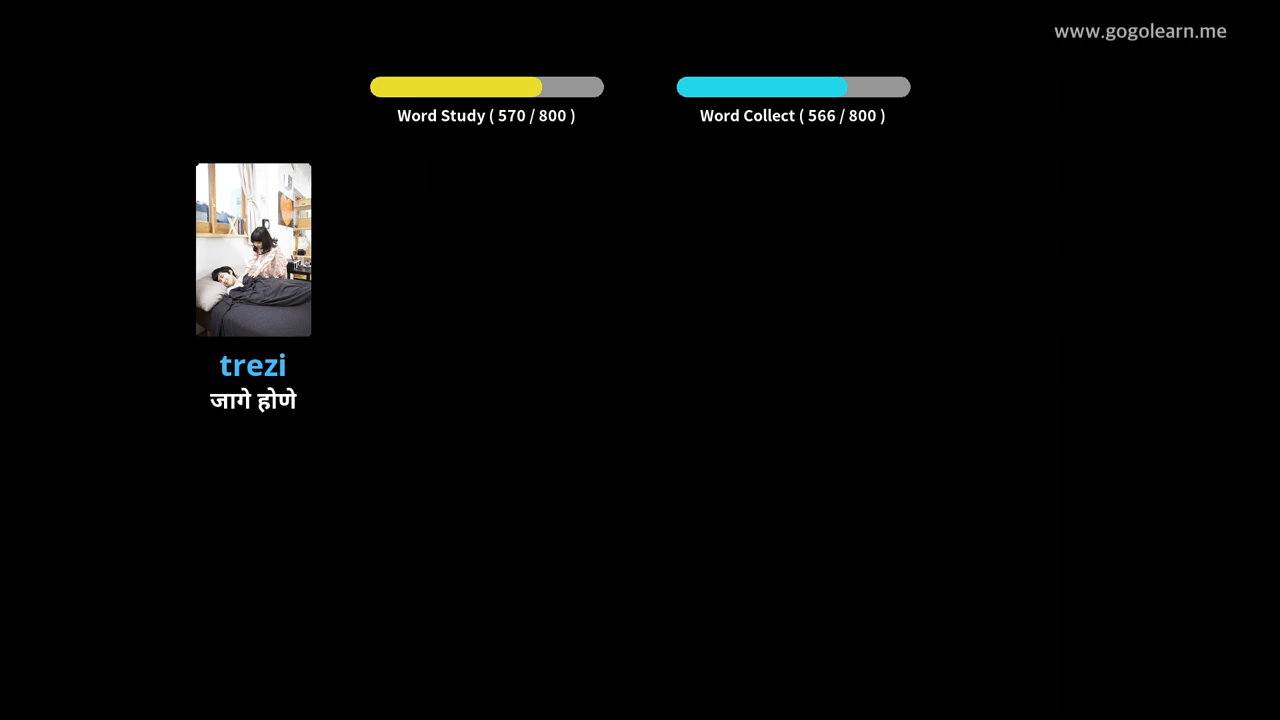 www.gogolearn.me
Word Study ( 570 / 800 )
Word Collect ( 566 / 800 )
trezi
जागे होणे